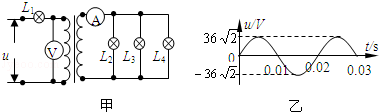 L₁ A
u V L₂ L₃ L₄
甲
u/V
36√2
0 0.01 0.02 0.03 t/s
-36√2
乙